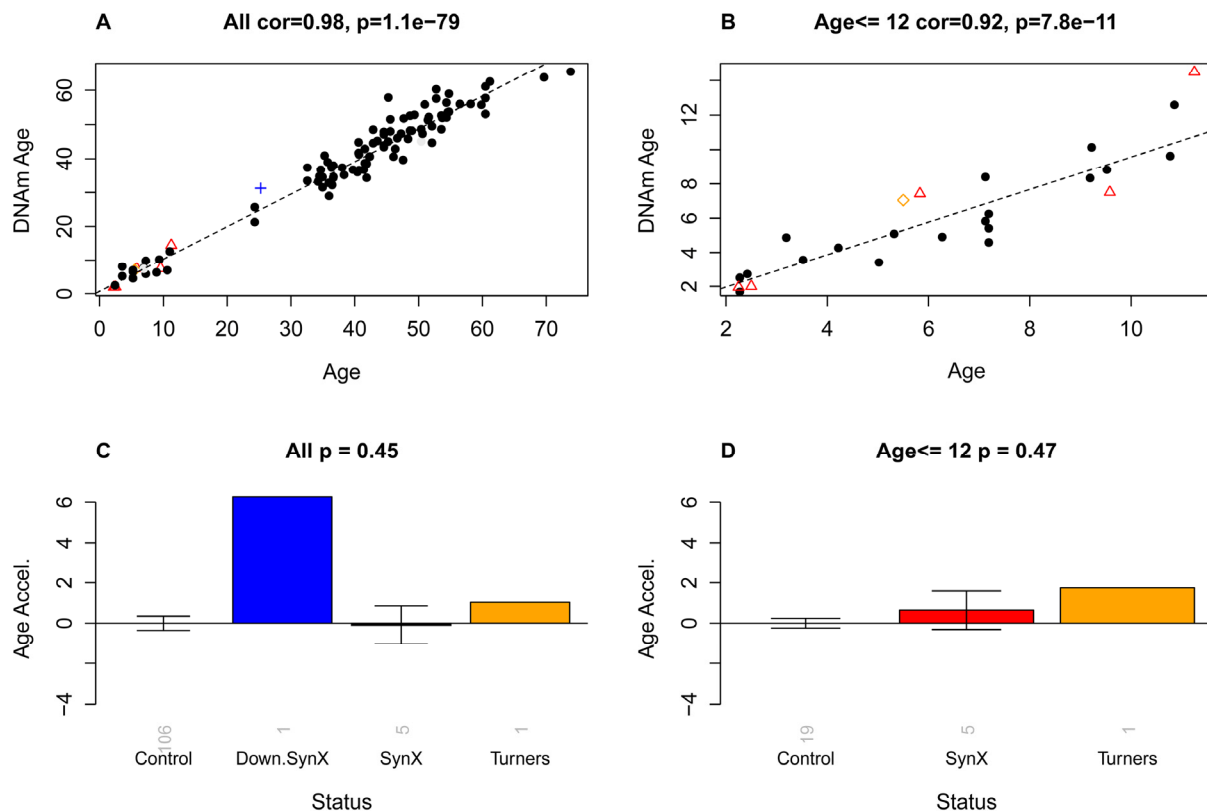 A
All cor=0.98, p=1.1e−79
DNAm Age
60
40
20
0
0 10 20 30 40 50 60 70
Age
B
Age<= 12 cor=0.92, p=7.8e−11
DNAm Age
12
8
6
4
2
2 4 6 8 10
Age
C
All p = 0.45
Age Accel.
6
4
2
0
−4
106 1 5 1
Control Down.SynX SynX Turners
Status
D
Age<= 12 p = 0.47
Age Accel.
6
4
2
0
−4
19 5 1
Control SynX Turners
Status